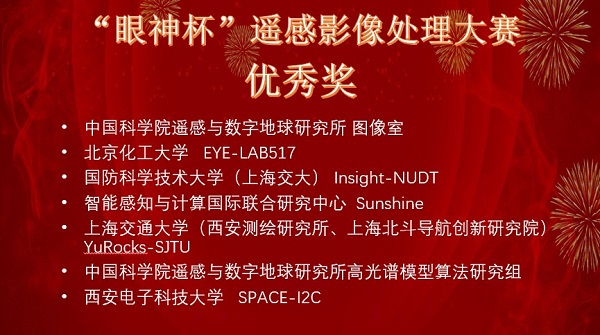 “眼神杯”遥感影像处理大赛
优秀奖
• 中国科学院遥感与数字地球研究所 图像室
• 北京化工大学 EYE-LAB517
• 国防科学技术大学（上海交大） Insight-NUDT
• 智能感知与计算国际联合研究中心 Sunshine
• 上海交通大学（西安测绘研究所、上海北斗导航创新研究院）
YuRocks-SJTU
• 中国科学院遥感与数字地球研究所高光谱模型算法研究组
• 西安电子科技大学 SPACE-I2C